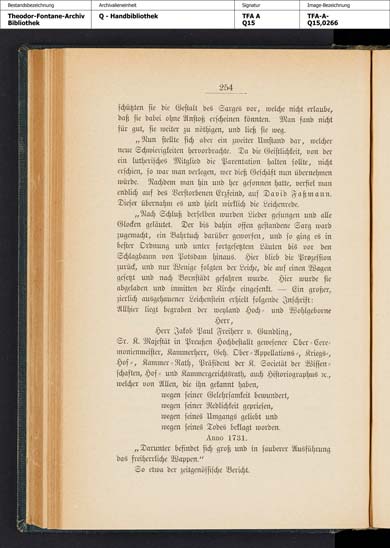 Bestandsbezeichnung
Archivalieneinheit
Signatur
Image-Bezeichnung
Theodor-Fontane-Archiv
Bibliothek
Q - Handbibliothek
TFA A
Q15
TFA-A-
Q15,0266
254
schützten sie die Gestalt des Sarges vor, welche nicht erlaube,
daß sie dabei ohne Anstoß erscheinen könnten. Man fand nicht
für gut, sie weiter zu nöthigen, und ließ sie weg.
„Nun stellte sich aber ein zweiter Umstand dar, welcher
neue Schwierigkeiten hervorbrachte. Da die Geistlichkeit, von der
ein lutherisches Mitglied die Parentation halten sollte, nicht
erschien, so war man verlegen, wer dieß Geschäft nun übernehmen
würde. Nachdem man hin und her gesonnen hatte, verfiel man
endlich auf des Verstorbenen Erzfeind, auf David Faßmann.
Dieser übernahm es und hielt wirklich die Leichenrede.
„Nach Schluß derselben wurden Lieder gesungen und alle
Glocken geläutet. Der bis dahin offen gestandene Sarg ward
zugemacht, ein Bahrtuch darüber geworfen, und so ging es in
bester Ordnung und unter fortgesetztem Läuten bis vor den
Schlagbaum von Potsdam hinaus. Hier blieb die Prozession
zurück, und nur Wenige folgten der Leiche, die auf einen Wagen
gesetzt und nach Bornstädt gefahren wurde. Hier wurde sie
abgeladen und inmitten der Kirche eingesenkt. — Ein großer,
zierlich ausgehauener Leichenstein erhielt folgende Inschrift:
Allhier liegt begraben der weyland Hoch- und Wohlgeborne
Herr,
Herr Jakob Paul Freiherr v. Gundling,
Sr. K. Majestät in Preußen Hochbestallt gewesener Ober-Cere-
monienmeister, Kammerherr, Geh. Ober-Appellations-, Kriegs-,
Hof-, Kammer-Rath, Präsident der K. Societät der Wissen-
schaften, Hof- und Kammergerichtsrath, auch Historiographus ꝛc.,
welcher von Allen, die ihn gekannt haben,
wegen seiner Gelehrsamkeit bewundert,
wegen seiner Redlichkeit gepriesen,
wegen seines Umgangs geliebt und
wegen seines Todes beklagt worden.
Anno 1731.
„Darunter befindet sich groß und in sauberer Ausführung
das freiherrliche Wappen.“
So etwa der zeitgenössische Bericht.